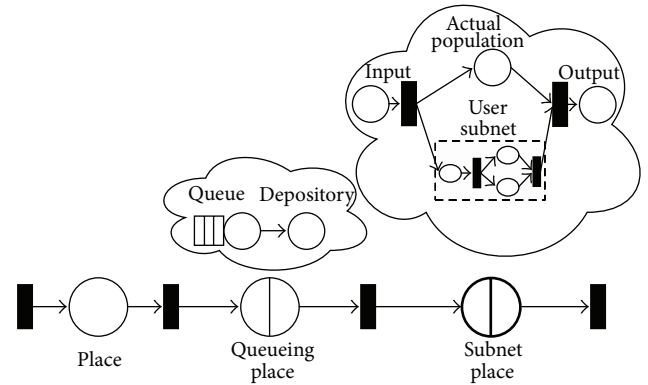 Actual
population
Input
Output
User
subnet
Queue
Depository
Place
Queueing
place
Subnet
place